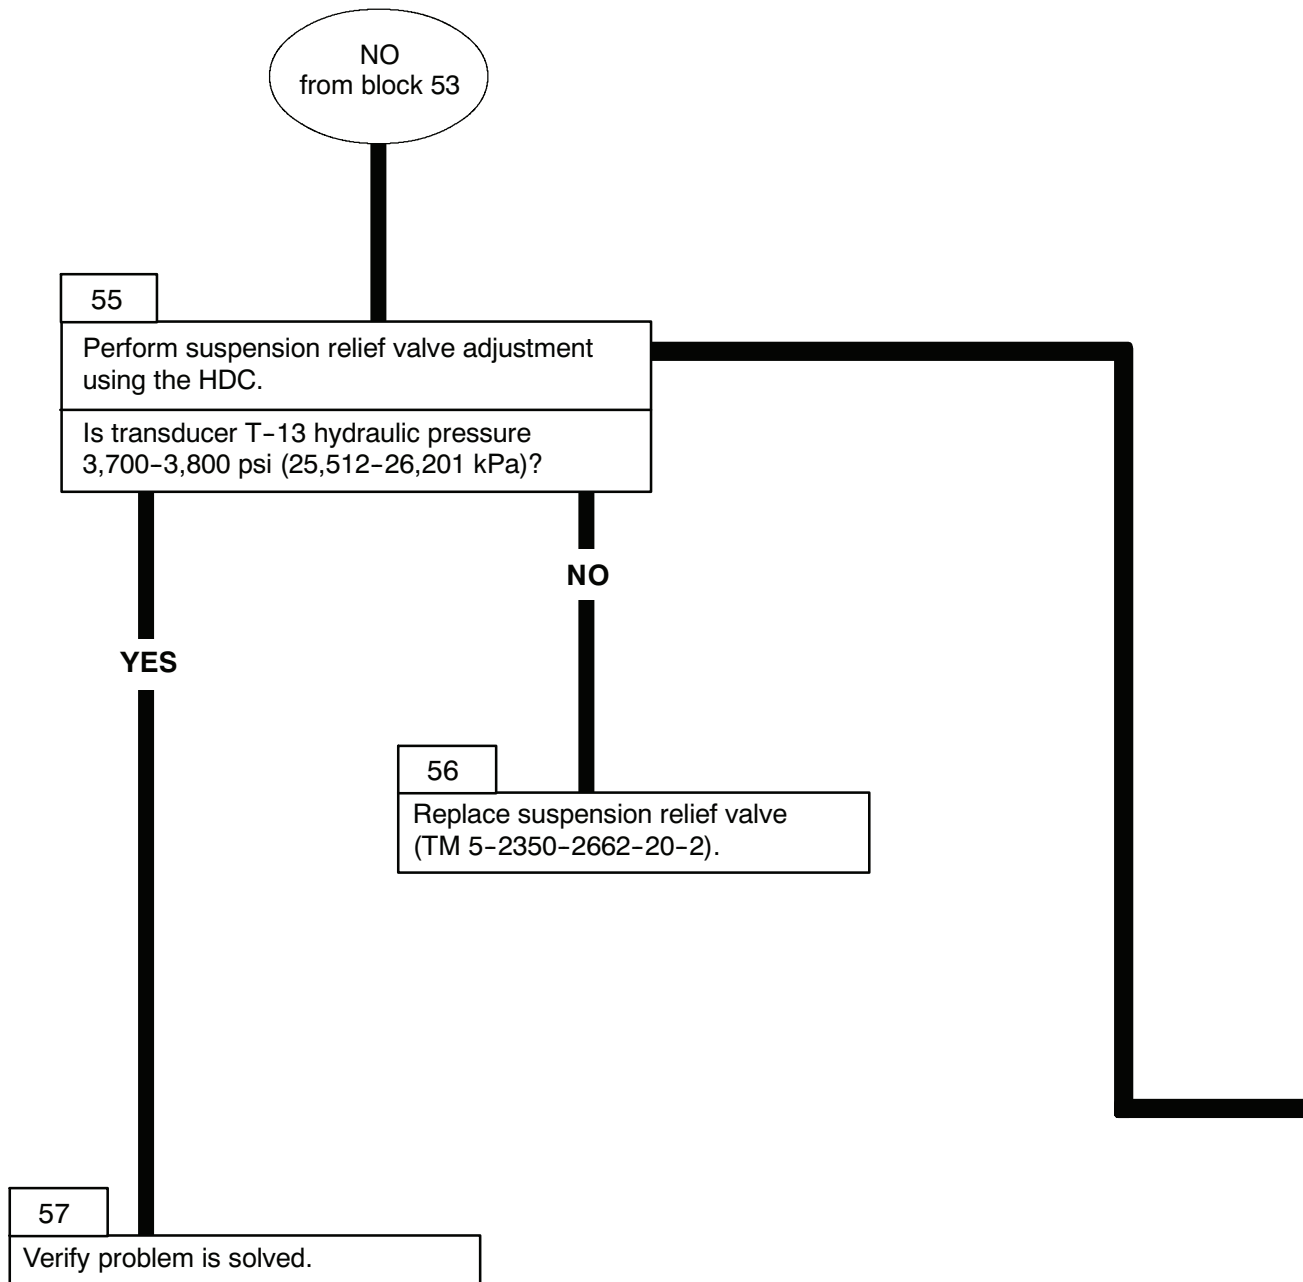 NO
from block 53
55
Perform suspension relief valve adjustment
using the HDC.
Is transducer T-13 hydraulic pressure
3,700-3,800 psi (25,512-26,201 kPa)?
NO
YES
56
Replace suspension relief valve
(TM 5-2350-2662-20-2).
57
Verify problem is solved.